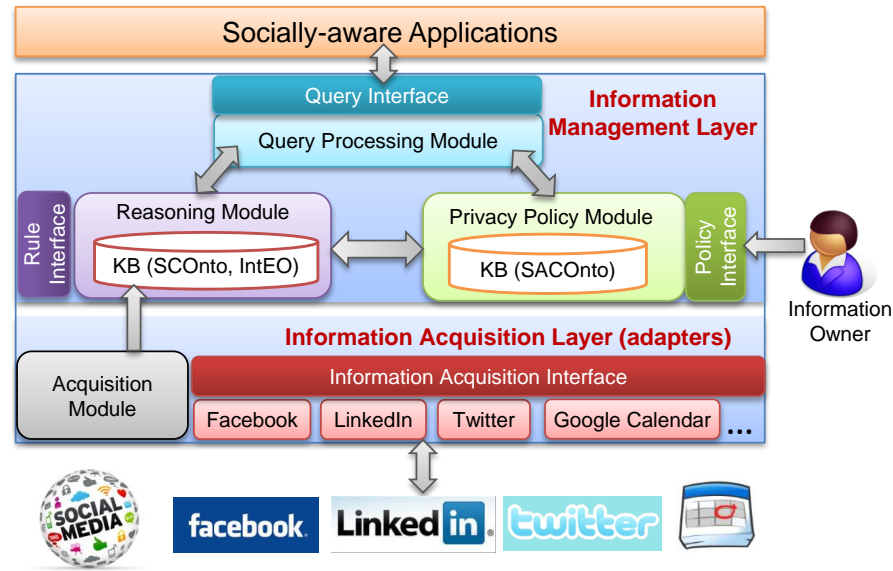 Socially-aware Applications
Query Interface
Information
Management Layer
Query Processing Module
Rule
Interface
Reasoning Module
KB (SCOnto, IntEO)
Privacy Policy Module
KB (SACOnto)
Policy
Interface
Information
Owner
Information Acquisition Layer (adapters)
Acquisition
Module
Information Acquisition Interface
Facebook
LinkedIn
Twitter
Google Calendar
...
SOCIAL
MEDIA
facebook.
Linked in.
twitter